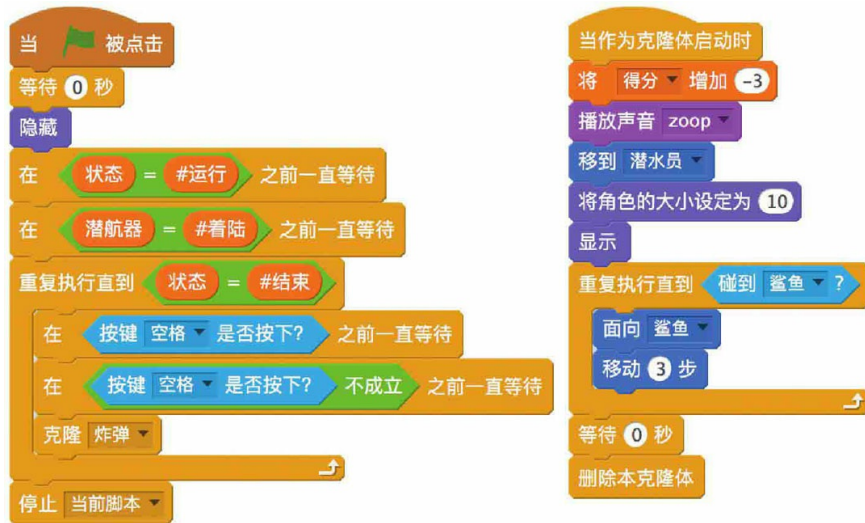 当 被点击
等待 0 秒
隐藏
在 状态 = #运行 之前一直等待
在 潜航器 = #着陆 之前一直等待
重复执行直到 状态 = #结束
在 按键 空格 是否按下? 之前一直等待
在 按键 空格 是否按下? 不成立 之前一直等待
克隆 炸弹
停止 当前脚本
当作为克隆体启动时
将 得分 增加 -3
播放声音 zoop
移到 潜水员
将角色的大小设定为 10
显示
重复执行直到 碰到 鲨鱼 ?
面向 鲨鱼
移动 3 步
等待 0 秒
删除本克隆体